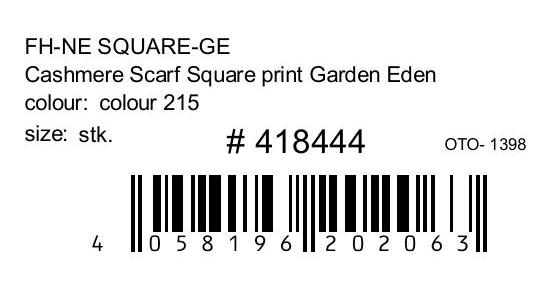 FH-NE SQUARE-GE
Cashmere Scarf Square print Garden Eden
colour: colour 215
size: stk.
# 418444
OTO- 1398
4 058196 202063